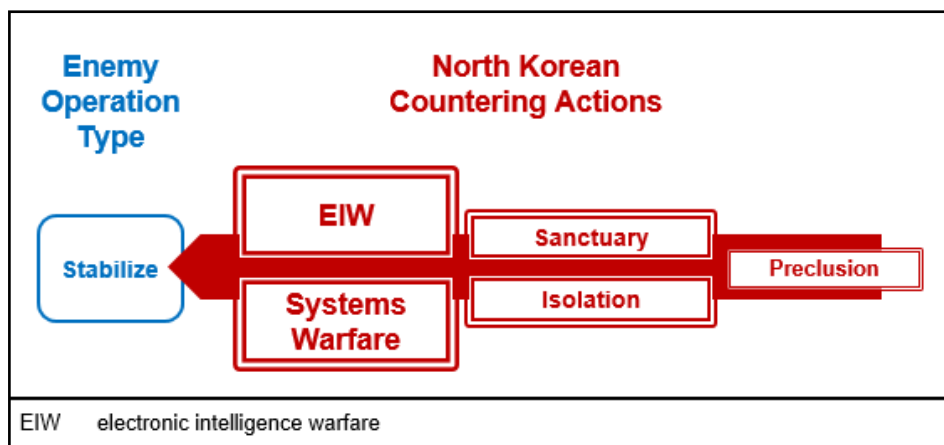 Enemy
Operation
Type
North Korean
Countering Actions
EIW
Sanctuary
Stabilize
Preclusion
Systems
Warfare
Isolation
EIW electronic intelligence warfare